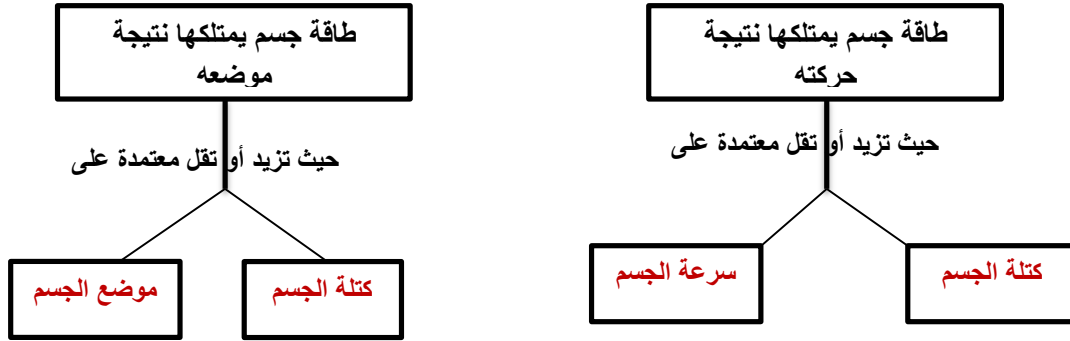 طاقة جسم يمتلكها نتيجة
حركته
حيث تزيد أو تقل معتمدة على
كتلة الجسم
سرعة الجسم
طاقة جسم يمتلكها نتيجة
موضعه
حيث تزيد أو تقل معتمدة على
كتلة الجسم
موضع الجسم